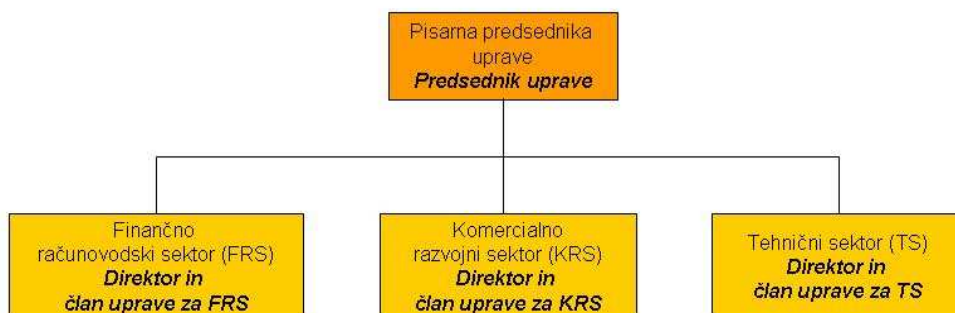 Pisarna predsednika
uprave
Predsednik uprave
Finančno
računovodski sektor (FRS)
Direktor in
član uprave za FRS
Komercialno
razvojni sektor (KRS)
Direktor in
član uprave za KRS
Tehnični sektor (TS)
Direktor in
član uprave za TS